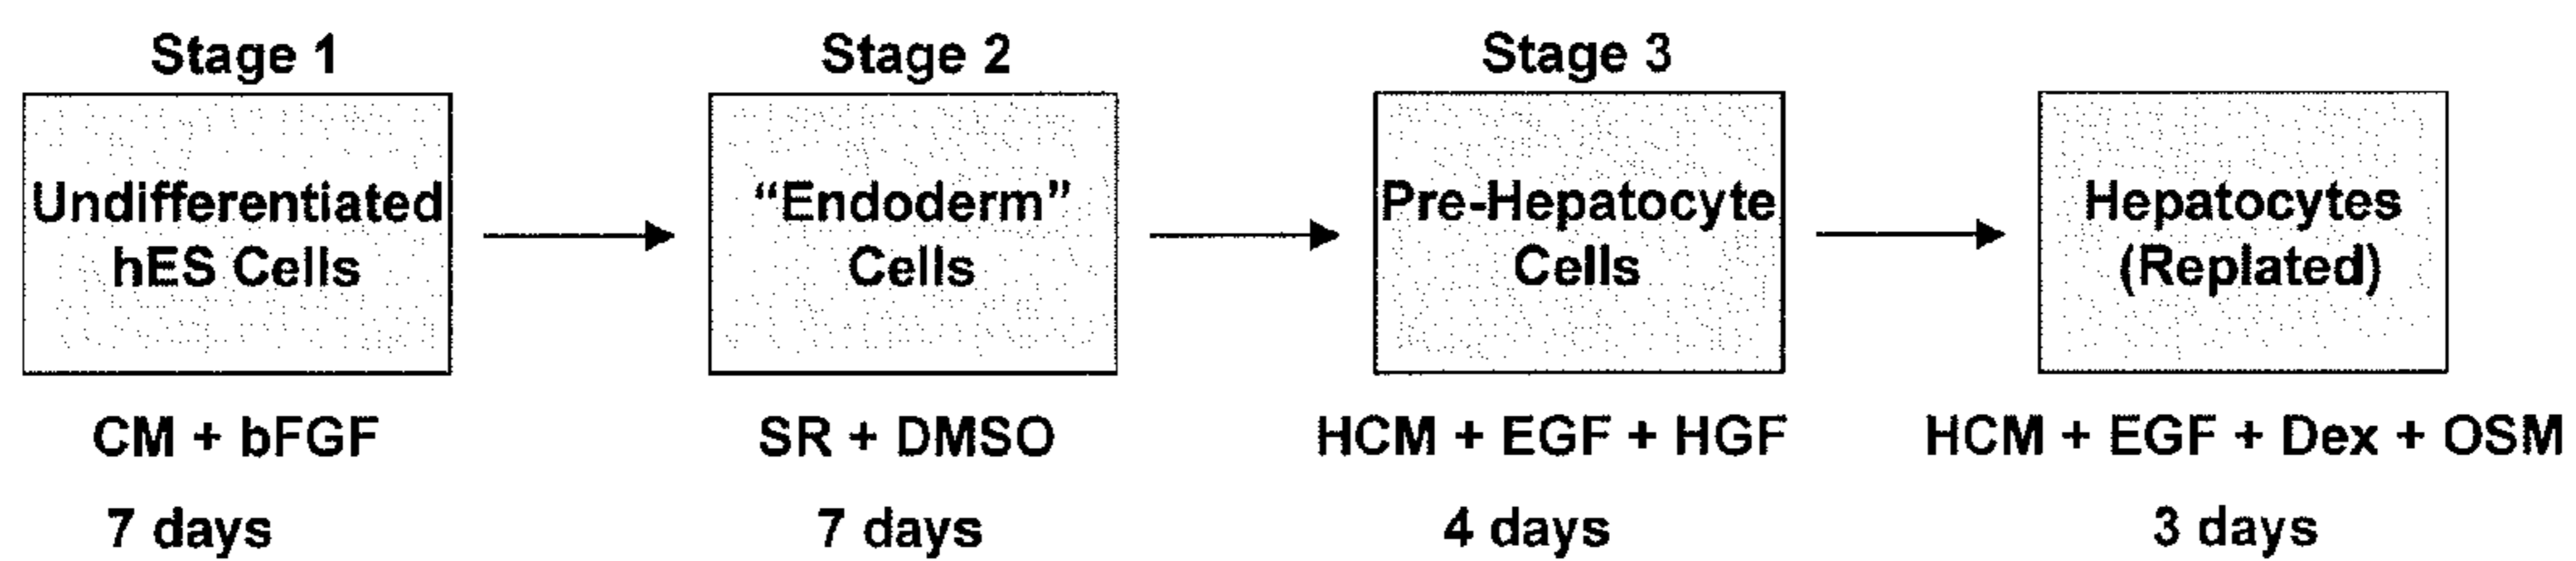 Stage 1
Stage 2
Stage 3
Undifferentiated
hES Cells
“Endoderm”
Cells
Pre-Hepatocyte
Cells
Hepatocytes
(Replated)
CM + bFGF
SR + DMSO
HCM + EGF + HGF
HCM + EGF + Dex + OSM
7 days
7 days
4 days
3 days